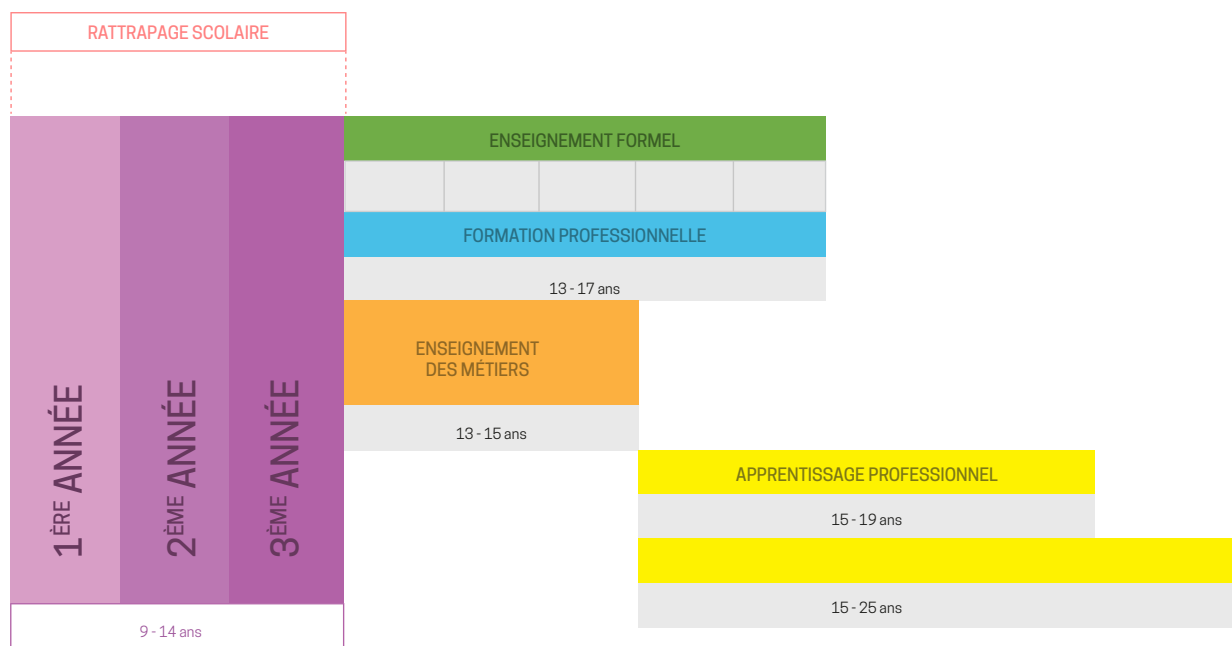 RATTRAPAGE SCOLAIRE
1ÈRE ANNÉE
2ÈME ANNÉE
3ÈME ANNÉE
9 - 14 ans
ENSEIGNEMENT FORMEL
FORMATION PROFESSIONNELLE
13 - 17 ans
ENSEIGNEMENT
DES MÉTIERS
13 - 15 ans
APPRENTISSAGE PROFESSIONNEL
15 - 19 ans
15 - 25 ans